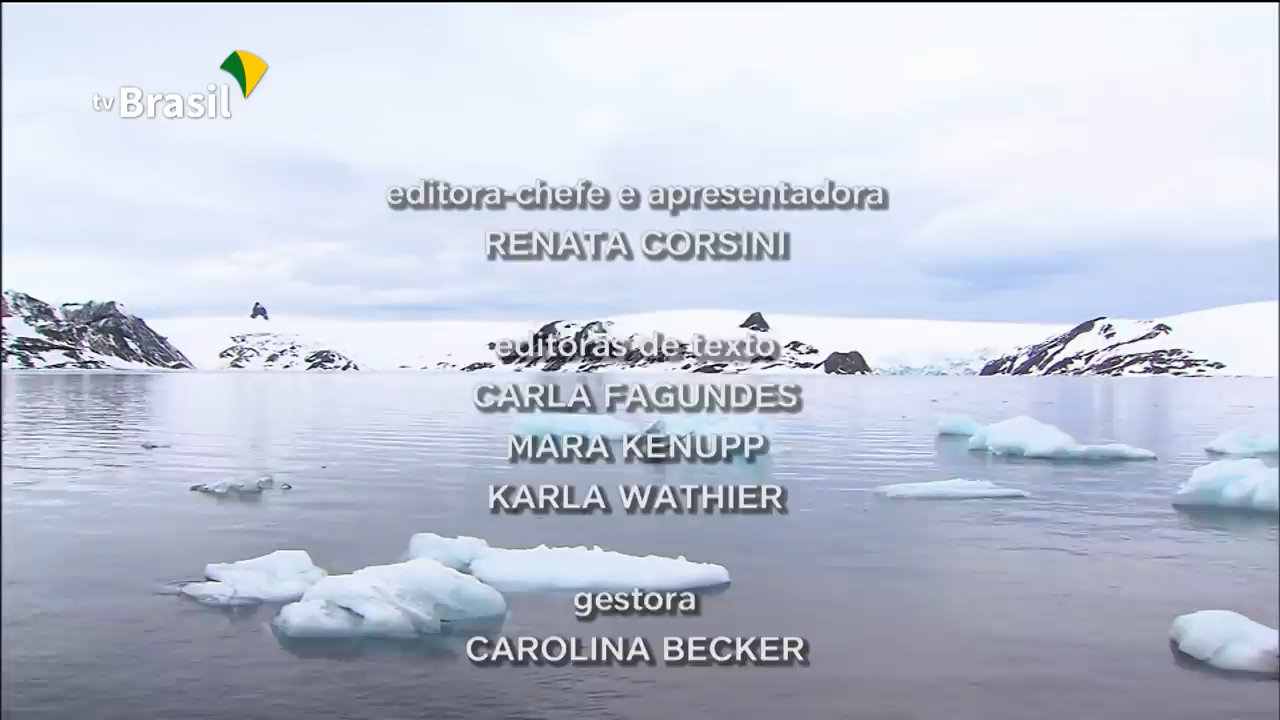 tv Brasil
editora-chefe e apresentadora
RENATA CORSINI
editoras de texto
CARLA FAGUNDES
MARA KENUPP
KARLA WATHIER
gestora
CAROLINA BECKER